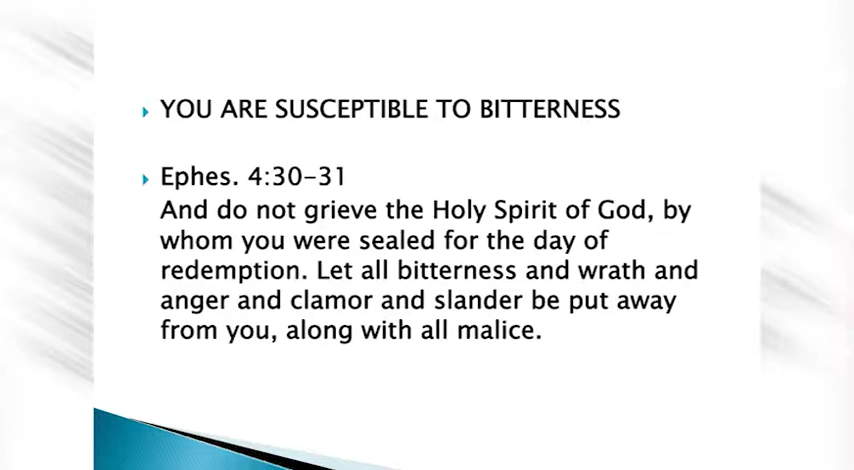 YOU ARE SUSCEPTIBLE TO BITTERNESS
Ephes. 4:30-31
And do not grieve the Holy Spirit of God, by
whom you were sealed for the day of
redemption. Let all bitterness and wrath and
anger and clamor and slander be put away
from you, along with all malice.